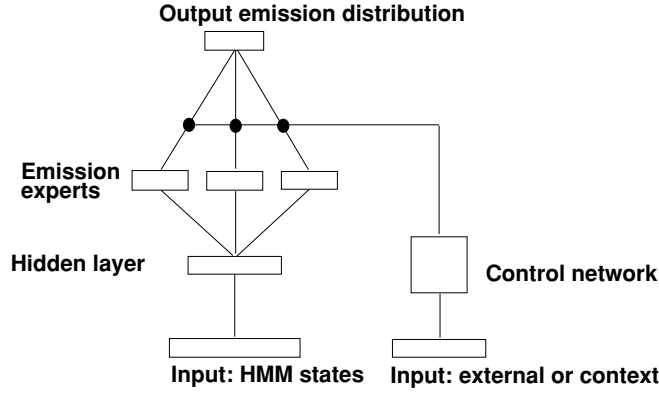 Output emission distribution
Emission
experts
Hidden layer
Control network
Input: HMM states
Input: external or context